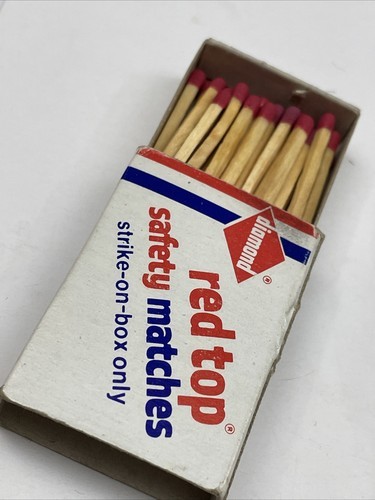 diamond®
red top®
safety matches
strike-on-box only